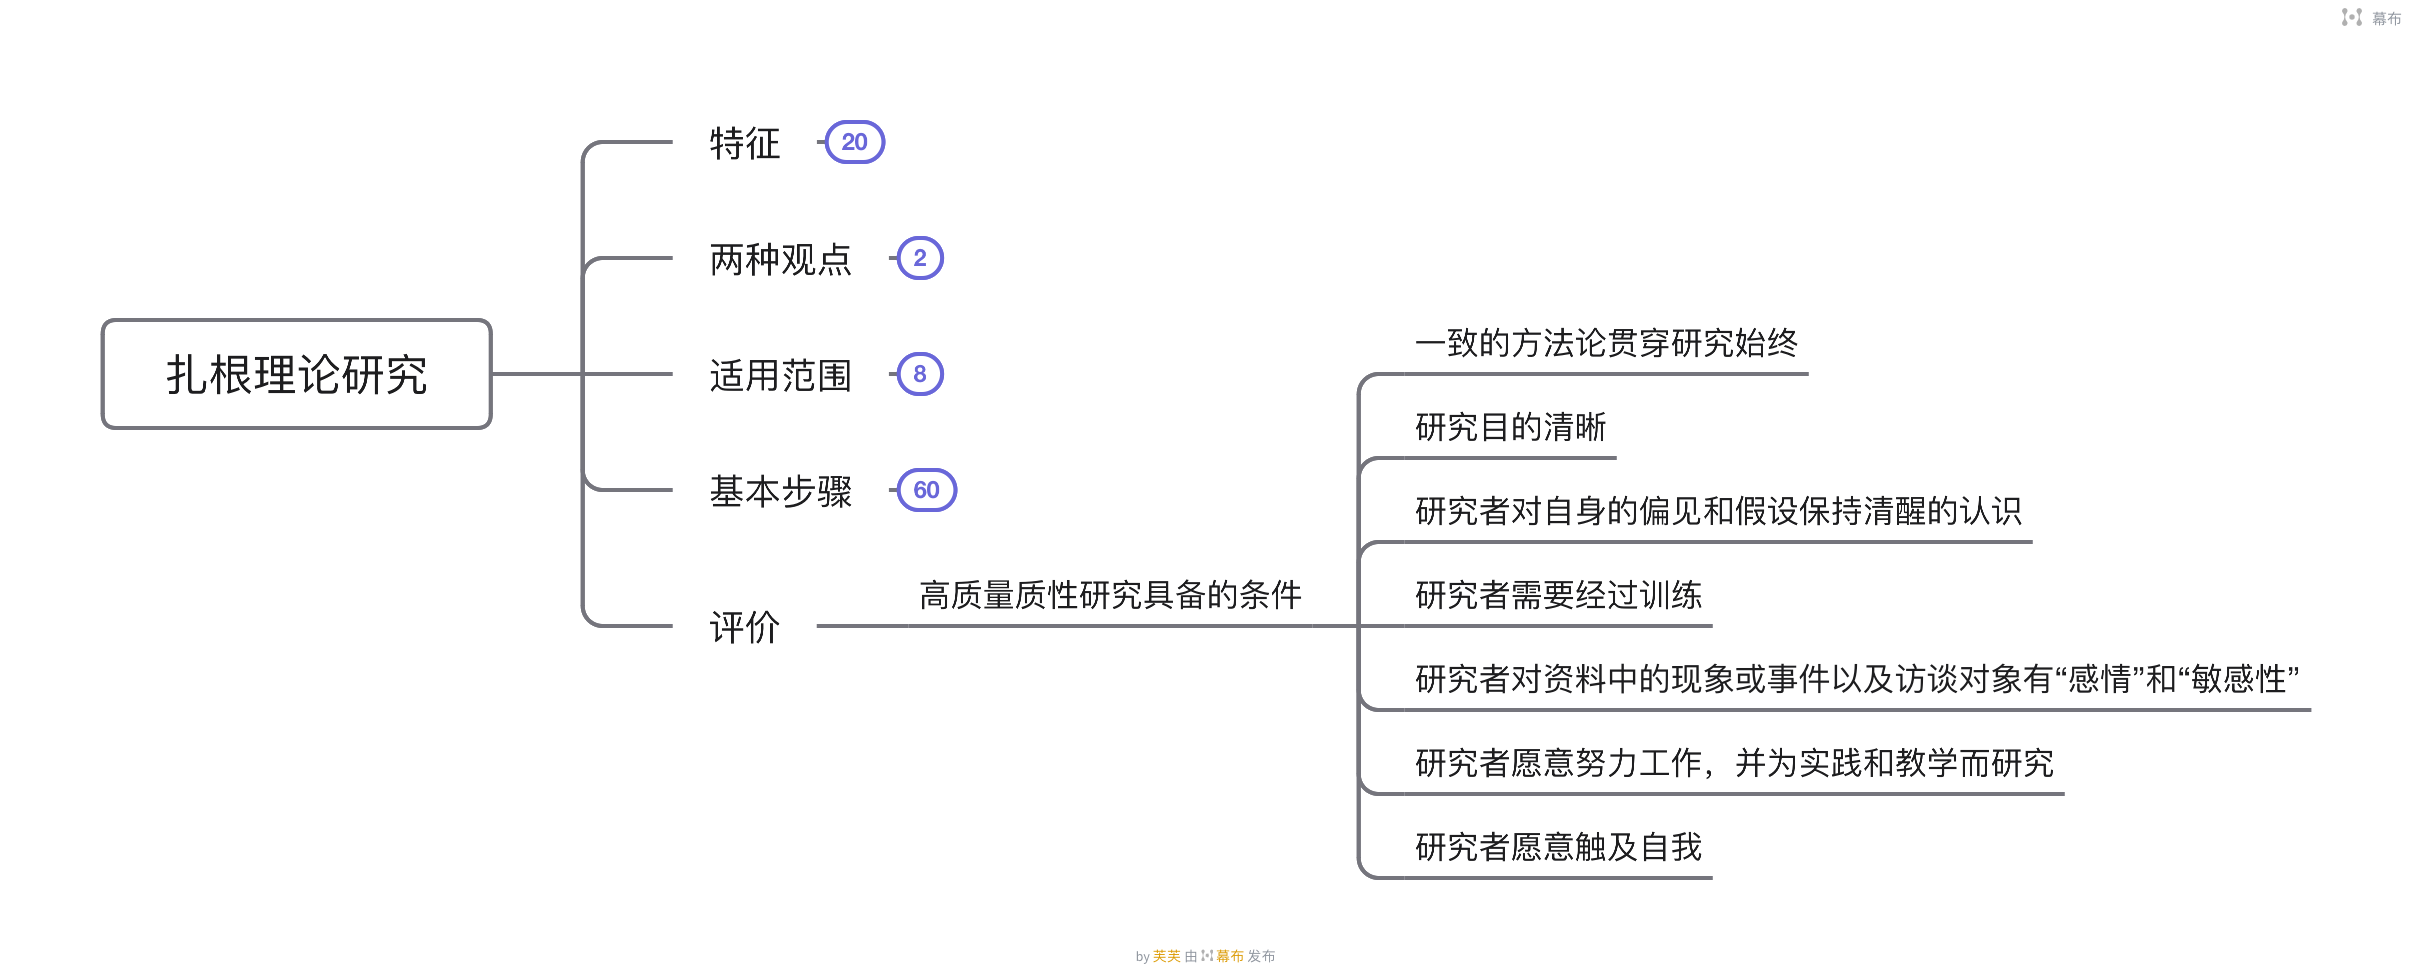 幕布
扎根理论研究
特征 20
两种观点 2
适用范围 8
基本步骤 60
评价
高质量质性研究具备的条件
一致的方法论贯穿研究始终
研究目的清晰
研究者对自身的偏见和假设保持清醒的认识
研究者需要经过训练
研究者对资料中的现象或事件以及访谈对象有“感情”和“敏感性”
研究者愿意努力工作，并为实践和教学而研究
研究者愿意触及自我
by 芙芙 由 幕布 发布